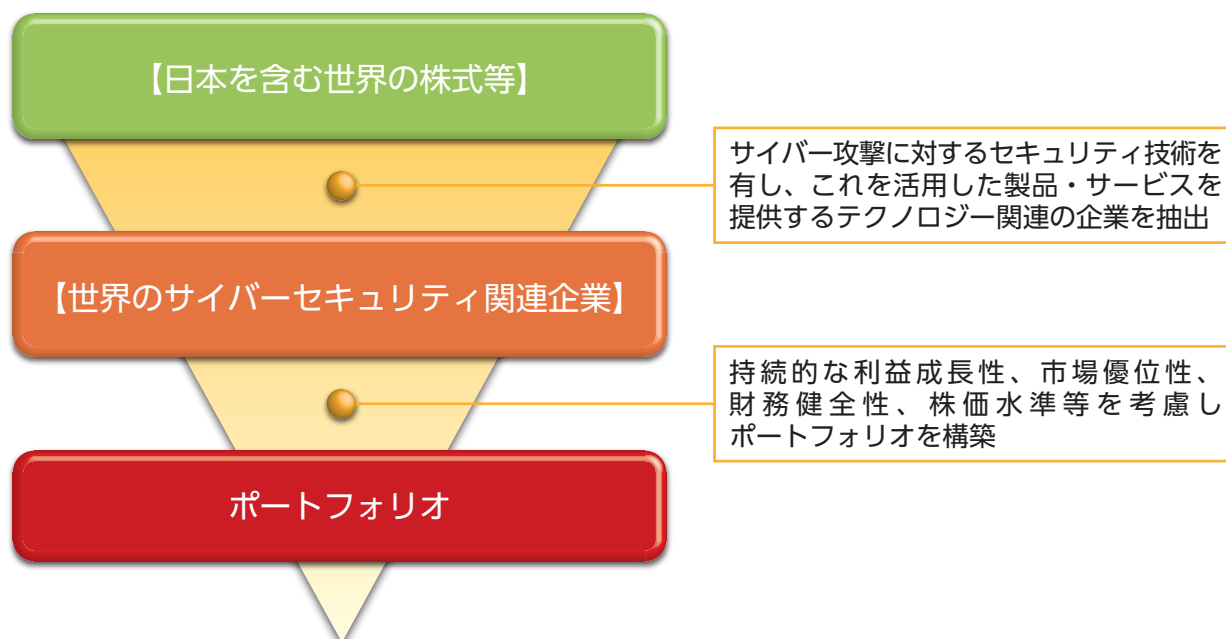 【日本を含む世界の株式等】
サイバー攻撃に対するセキュリティ技術を
有し、これを活用した製品・サービスを
提供するテクノロジー関連の企業を抽出
【世界のサイバーセキュリティ関連企業】
持続的な利益成長性、市場優位性、
財務健全性、株価水準等を考慮し
ポートフォリオを構築
ポートフォリオ